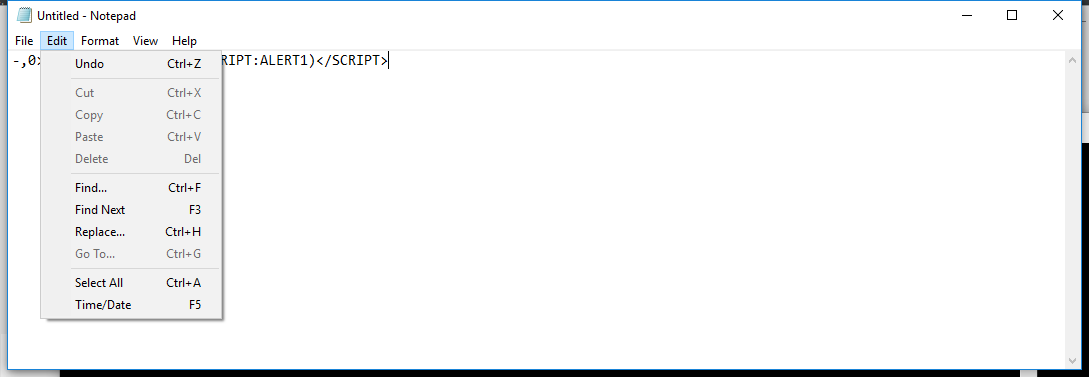 Untitled - Notepad
File Edit Format View Help
-,0> RIPT:ALERT1)</SCRIPT>
Undo Ctrl+Z
Cut Ctrl+X
Copy Ctrl+C
Paste Ctrl+V
Delete Del
Find... Ctrl+F
Find Next F3
Replace... Ctrl+H
Go To... Ctrl+G
Select All Ctrl+A
Time/Date F5